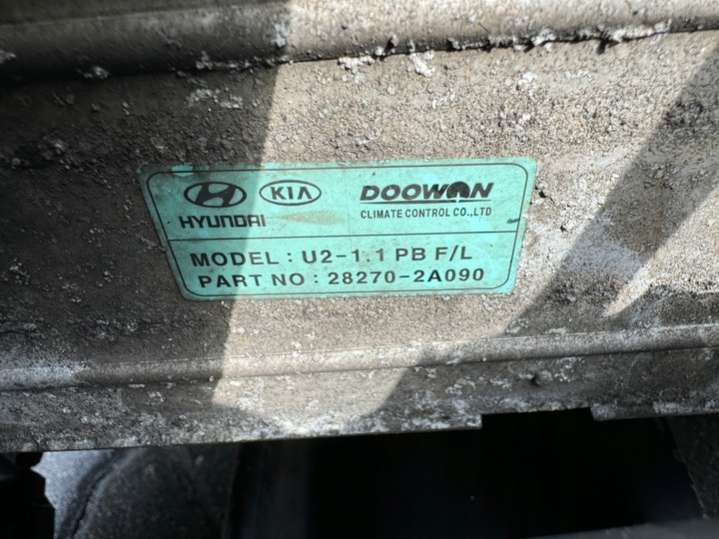 KIA DOOWON
HYUNDAI CLIMATE CONTROL CO.,LTD
MODEL : U2-1.1 PB F/L
PART NO : 28270-2A090